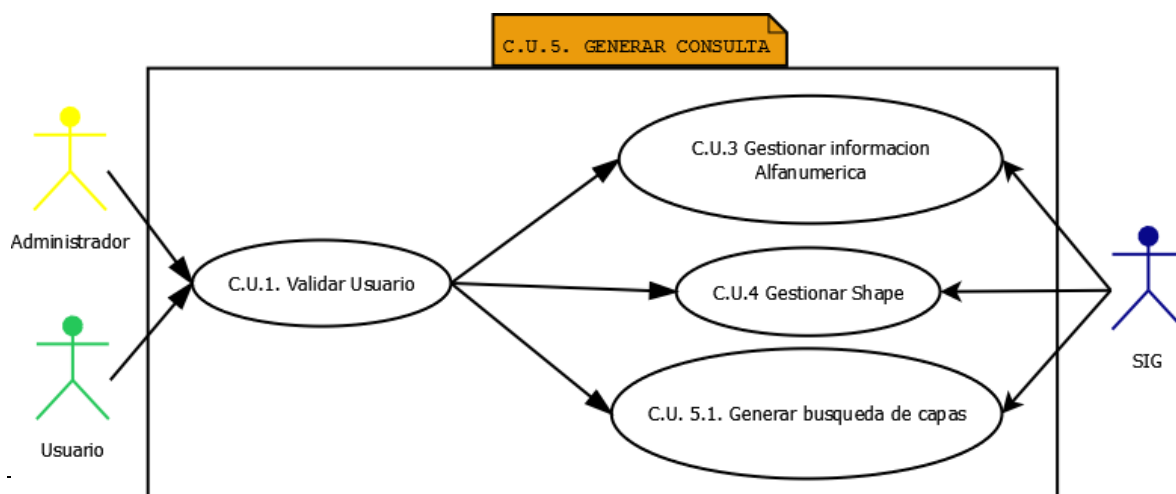 C.U.5. GENERAR CONSULTA
C.U.3 Gestionar informacion
Alfanumerica
Administrador
C.U.1. Validar Usuario
C.U.4 Gestionar Shape
SIG
C.U. 5.1. Generar busqueda de capas
Usuario